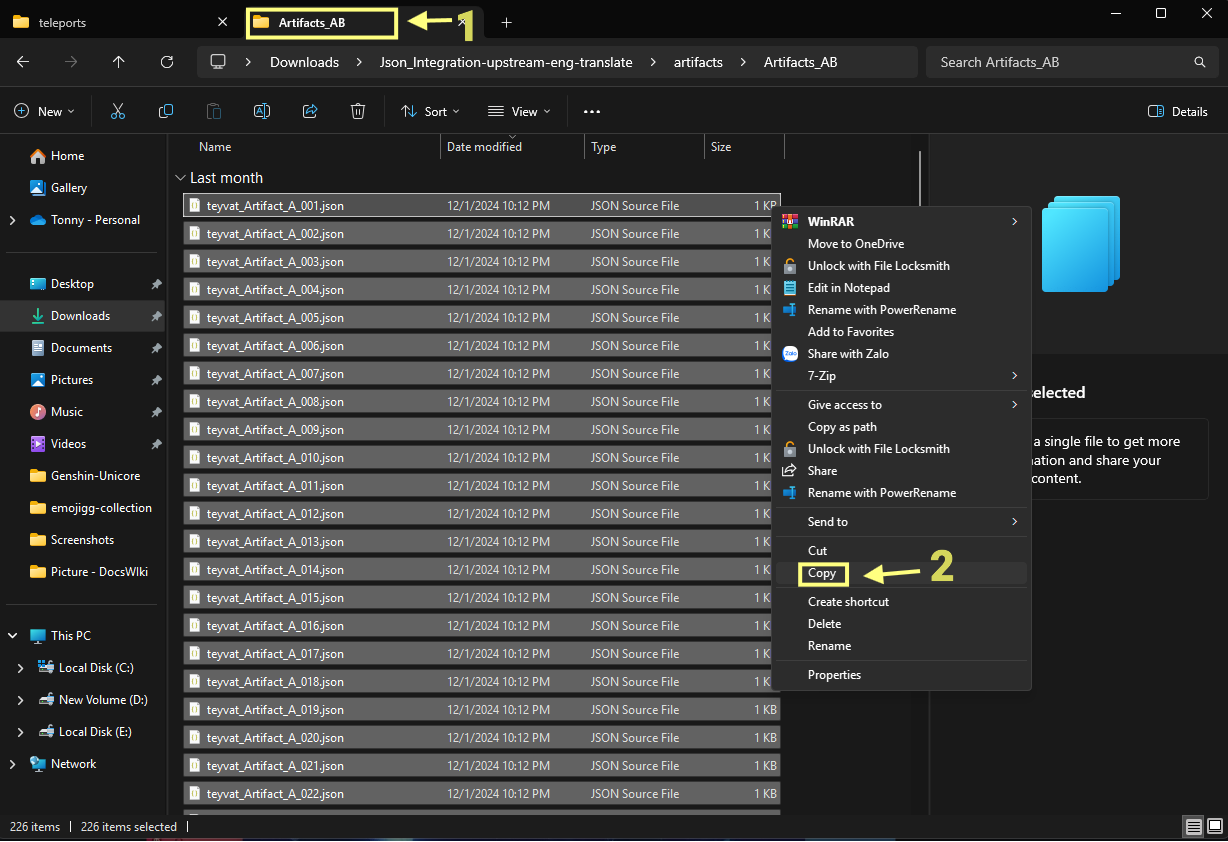 teleports
Artifacts_AB
1
Downloads > Json_Integration-upstream-eng-translate > artifacts > Artifacts_AB
Search Artifacts_AB
New
Sort
View
Details
Home
Gallery
Tonny - Personal
Desktop
Downloads
Documents
Pictures
Music
Videos
Genshin-Unicore
emojigg-collection
Screenshots
Picture - DocsWIki
This PC
Local Disk (C:)
New Volume (D:)
Local Disk (E:)
Network
Name Date modified Type Size
Last month
teyvat_Artifact_A_001.json 12/1/2024 10:12 PM JSON Source File 1 KB
teyvat_Artifact_A_002.json 12/1/2024 10:12 PM JSON Source File 1 K
teyvat_Artifact_A_003.json 12/1/2024 10:12 PM JSON Source File 1 K
teyvat_Artifact_A_004.json 12/1/2024 10:12 PM JSON Source File 1 K
teyvat_Artifact_A_005.json 12/1/2024 10:12 PM JSON Source File 1 K
teyvat_Artifact_A_006.json 12/1/2024 10:12 PM JSON Source File 1 K
teyvat_Artifact_A_007.json 12/1/2024 10:12 PM JSON Source File 1 K
teyvat_Artifact_A_008.json 12/1/2024 10:12 PM JSON Source File 1 K
teyvat_Artifact_A_009.json 12/1/2024 10:12 PM JSON Source File 1 K
teyvat_Artifact_A_010.json 12/1/2024 10:12 PM JSON Source File 1 K
teyvat_Artifact_A_011.json 12/1/2024 10:12 PM JSON Source File 1 K
teyvat_Artifact_A_012.json 12/1/2024 10:12 PM JSON Source File 1 K
teyvat_Artifact_A_013.json 12/1/2024 10:12 PM JSON Source File 1 K
teyvat_Artifact_A_014.json 12/1/2024 10:12 PM JSON Source File 1 K
teyvat_Artifact_A_015.json 12/1/2024 10:12 PM JSON Source File 1 K
teyvat_Artifact_A_016.json 12/1/2024 10:12 PM JSON Source File 1 K
teyvat_Artifact_A_017.json 12/1/2024 10:12 PM JSON Source File 1 K
teyvat_Artifact_A_018.json 12/1/2024 10:12 PM JSON Source File 1 K
teyvat_Artifact_A_019.json 12/1/2024 10:12 PM JSON Source File 1 KB
teyvat_Artifact_A_020.json 12/1/2024 10:12 PM JSON Source File 1 KB
teyvat_Artifact_A_021.json 12/1/2024 10:12 PM JSON Source File 1 KB
teyvat_Artifact_A_022.json 12/1/2024 10:12 PM JSON Source File 1 KB
WinRAR
Move to OneDrive
Unlock with File Locksmith
Edit in Notepad
Rename with PowerRename
Add to Favorites
Zalo
Share with Zalo
7-Zip
Give access to
Copy as path
Unlock with File Locksmith
Share
Rename with PowerRename
Send to
Cut
Copy
2
Create shortcut
Delete
Rename
Properties
selected
a single file to get more
ation and share your
content.
226 items
226 items selected